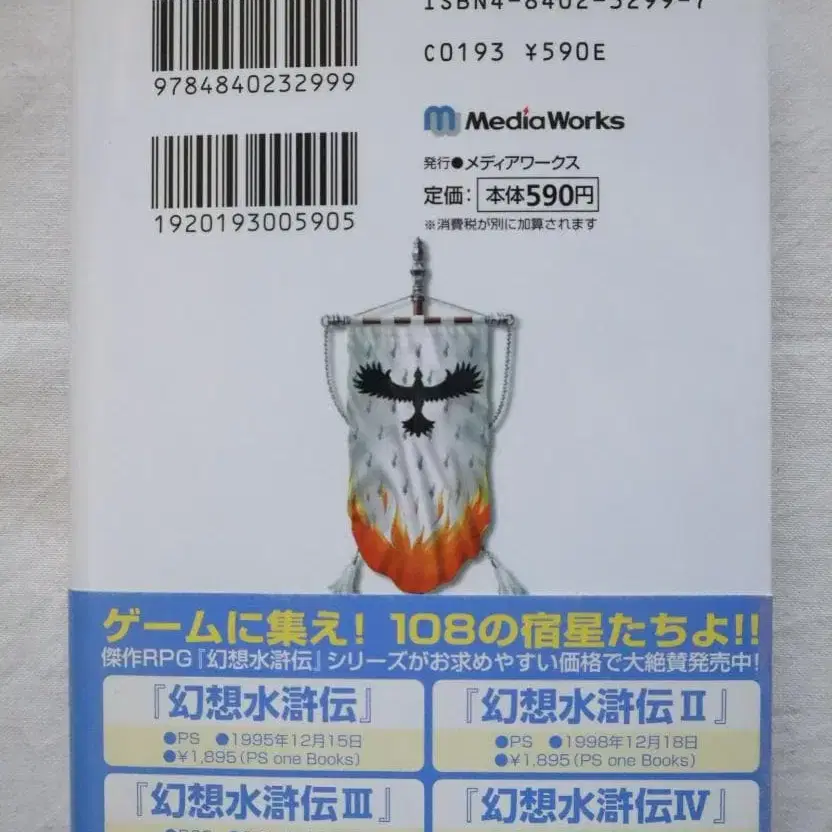 C0193 ¥590E
9784840232999
MediaWorks
発行●メディアワークス
定価：本体590円
※消費税が別に加算されます
1920193005905
ゲームに集え！108の宿星たちよ!!
傑作RPG『幻想水滸伝』シリーズがお求めやすい価格で大絶賛発売中！
『幻想水滸伝』
●PS ●1995年12月15日
●¥1,895(PS one Books)
『幻想水滸伝Ⅱ』
●PS ●1998年12月18日
●¥1,895(PS one Books)
『幻想水滸伝Ⅲ』
『幻想水滸伝Ⅳ』